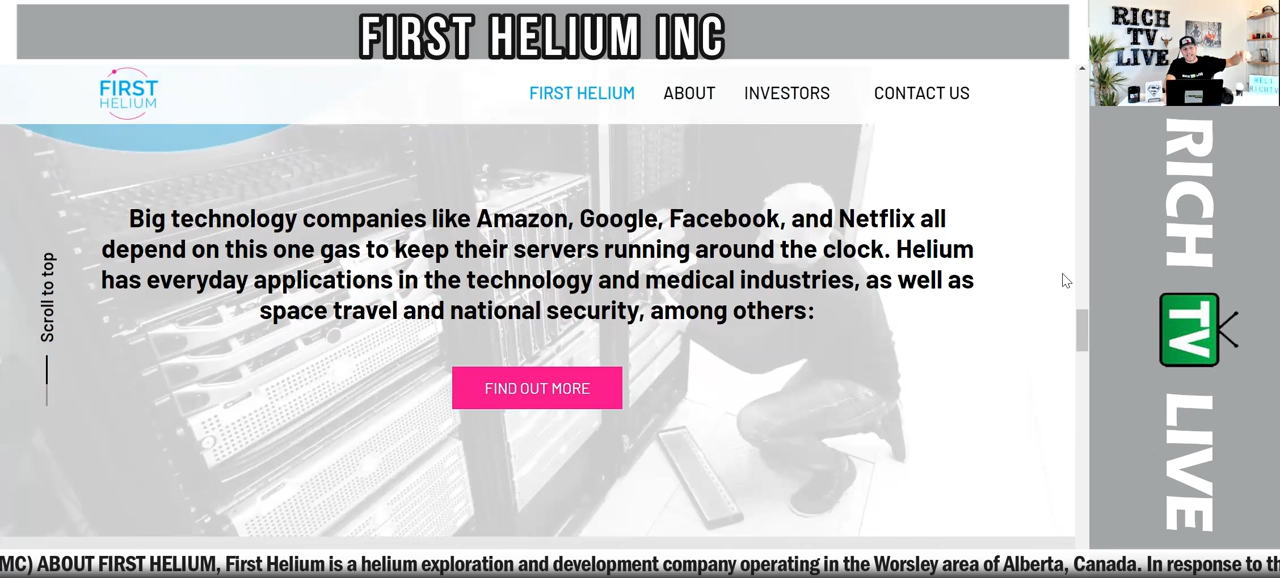 FIRST HELIUM INC
RICH
TV
LIVE
FIRST
HELIUM
FIRST HELIUM
ABOUT
INVESTORS
CONTACT US
Big technology companies like Amazon, Google, Facebook, and Netflix all
depend on this one gas to keep their servers running around the clock. Helium
has everyday applications in the technology and medical industries, as well as
space travel and national security, among others:
FIND OUT MORE
Scroll to top
RICH TV LIVE
MC) ABOUT FIRST HELIUM, First Helium is a helium exploration and development company operating in the Worsley area of Alberta, Canada. In response to th